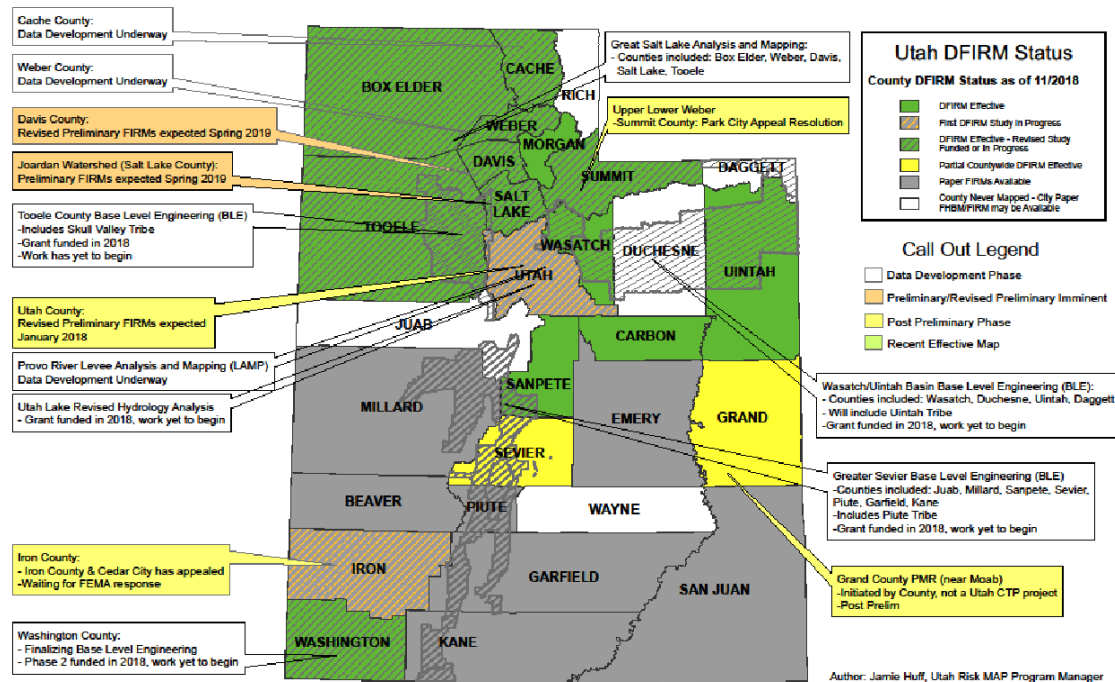 Cache County:
Data Development Underway
Weber County:
Data Development Underway
Davis County:
Revised Preliminary FIRMs expected Spring 2019
Joardan Watershed (Salt Lake County):
Preliminary FIRMs expected Spring 2019
Tooele County Base Level Engineering (BLE)
-Includes Skull Valley Tribe
-Grant funded in 2018
-Work has yet to begin
Utah County:
Revised Preliminary FIRMs expected
January 2018
Provo River Levee Analysis and Mapping (LAMP)
Data Development Underway
Utah Lake Revised Hydrology Analysis
- Grant funded in 2018, work yet to begin
Iron County:
- Iron County & Cedar City has appealed
-Waiting for FEMA response
Washington County:
- Finalizing Base Level Engineering
- Phase 2 funded in 2018, work yet to begin
Great Salt Lake Analysis and Mapping:
- Counties included: Box Elder, Weber, Davis,
Salt Lake, Tooele
Upper Lower Weber
-Summit County: Park City Appeal Resolution
BOX ELDER
CACHE
RICH
WEBER
MORGAN
DAVIS
SUMMIT
DAGGETT
SALT
LAKE
TOOELE
WASATCH
DUCHESNE
UINTAH
UTAH
JUAB
CARBON
SANPETE
MILLARD
EMERY
GRAND
SEVIER
BEAVER
PIUTE
WAYNE
IRON
GARFIELD
SAN JUAN
WASHINGTON
KANE
Utah DFIRM Status
County DFIRM Status as of 11/2018
DFIRM Effective
First DFIRM Study in Progress
DFIRM Effective - Revised Study
Funded or In Progress
Partial Countywide DFIRM Effective
Paper FIRMs Available
County Never Mapped - City Paper
FHBM/FIRM may be Available
Call Out Legend
Data Development Phase
Preliminary/Revised Preliminary Imminent
Post Preliminary Phase
Recent Effective Map
Wasatch/Uintah Basin Base Level Engineering (BLE):
- Counties included: Wasatch, Duchesne, Uintah, Daggett
- Will include Uintah Tribe
-Grant funded in 2018, work yet to begin
Greater Sevier Base Level Engineering (BLE)
-Counties included: Juab, Millard, Sanpete, Sevier,
Piute, Garfield, Kane
-Includes Piute Tribe
-Grant funded in 2018, work yet to begin
Grand County PMR (near Moab)
-Initiated by County, not a Utah CTP project
-Post Prelim
Author: Jamie Huff, Utah Risk MAP Program Manager